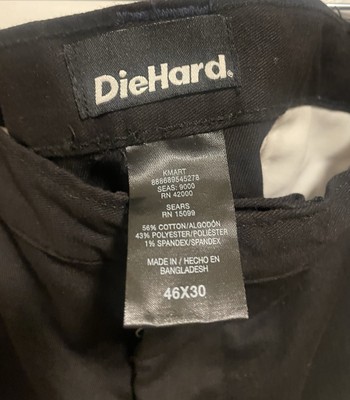 DieHard.
KMART
888689545278
SEAS: 9000
RN 42000
SEARS
RN 15099
56% COTTON/ALGODÓN
43% POLYESTER/POLIÉSTER
1% SPANDEX/SPANDEX
MADE IN / HECHO EN
BANGLADESH
46X30